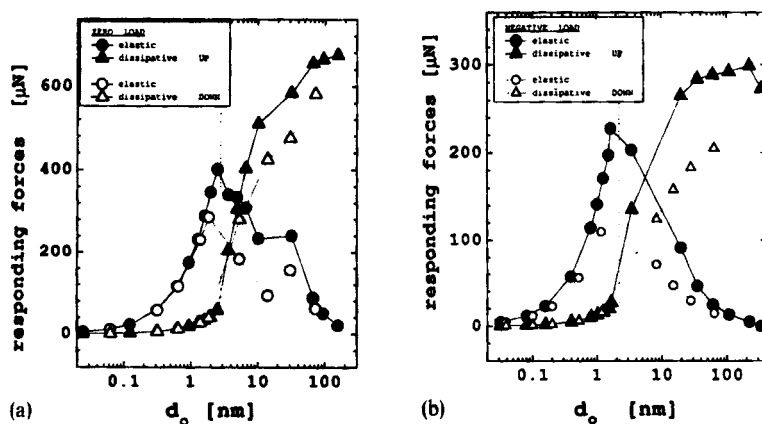 ZERO LOAD
elastic
dissipative UP
elastic
dissipative DOWN
responding forces [μN]
600
400
200
0
0.1 1 10 100
(a)
d₀ [nm]
NEGATIVE LOAD
elastic
dissipative UP
elastic
dissipative DOWN
responding forces [μN]
300
200
100
0
0.1 1 10 100
(b)
d₀ [nm]